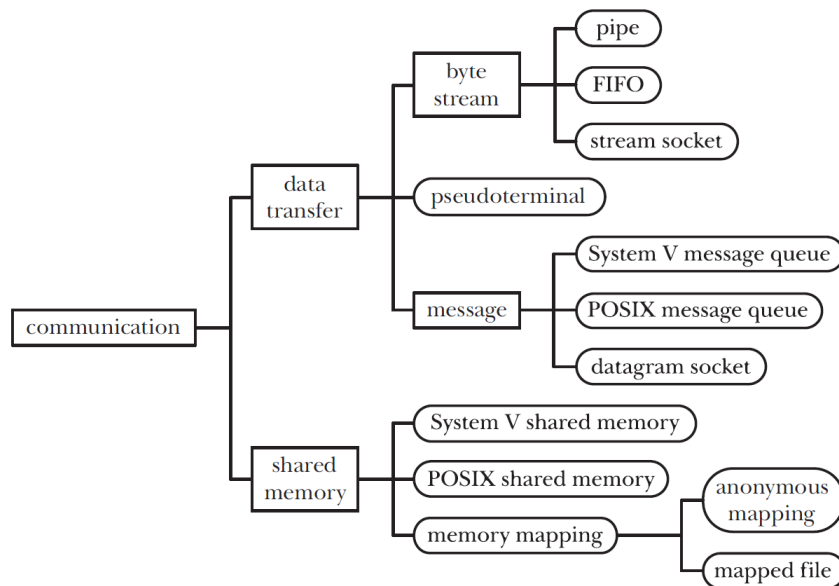 pipe
byte
stream
FIFO
stream socket
data
transfer
pseudoterminal
System V message queue
message
POSIX message queue
datagram socket
communication
System V shared memory
shared
memory
POSIX shared memory
anonymous
mapping
memory mapping
mapped file